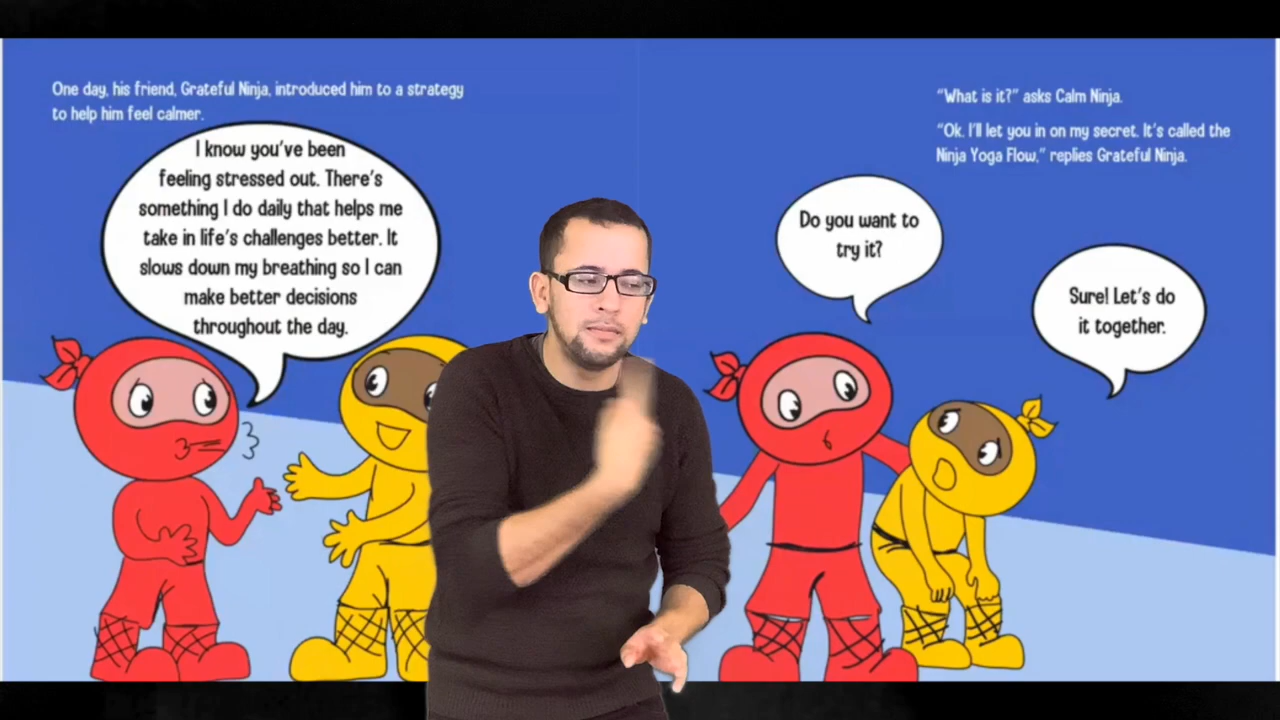 One day, his friend, Grateful Ninja, introduced him to a strategy
to help him feel calmer.
I know you've been
feeling stressed out. There's
something I do daily that helps me
take in life's challenges better. It
slows down my breathing so I can
make better decisions
throughout the day.
"What is it?" asks Calm Ninja.
"Ok. I'll let you in on my secret. It's called the
Ninja Yoga Flow," replies Grateful Ninja.
Do you want to
try it?
Sure! Let's do
it together.